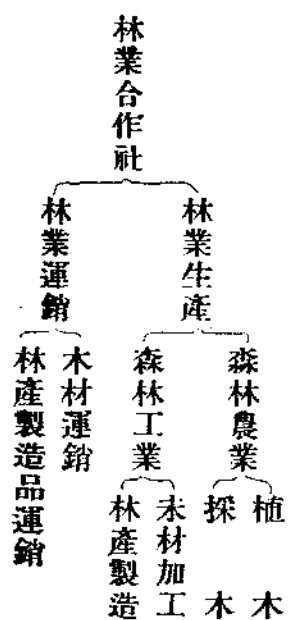 林業合作社
林業生產
林業運銷
森林農業
森林工業
木材運銷
林產製造品運銷
植木
採木
木材加工
林產製造